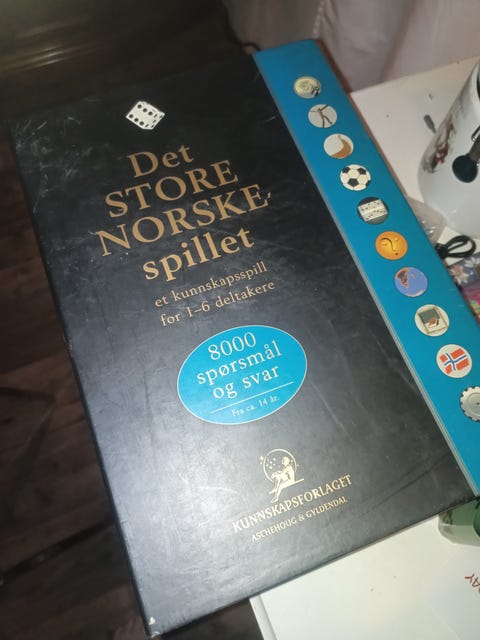 Det
STORE
NORSKE
spillet
et kunnskapsspill
for 1–6 deltakere
8000
spørsmål
og svar
Fra ca. 14 år.
KUNNSKAPSFORLAGET
ASCHEHOUG & GYLDENDAL